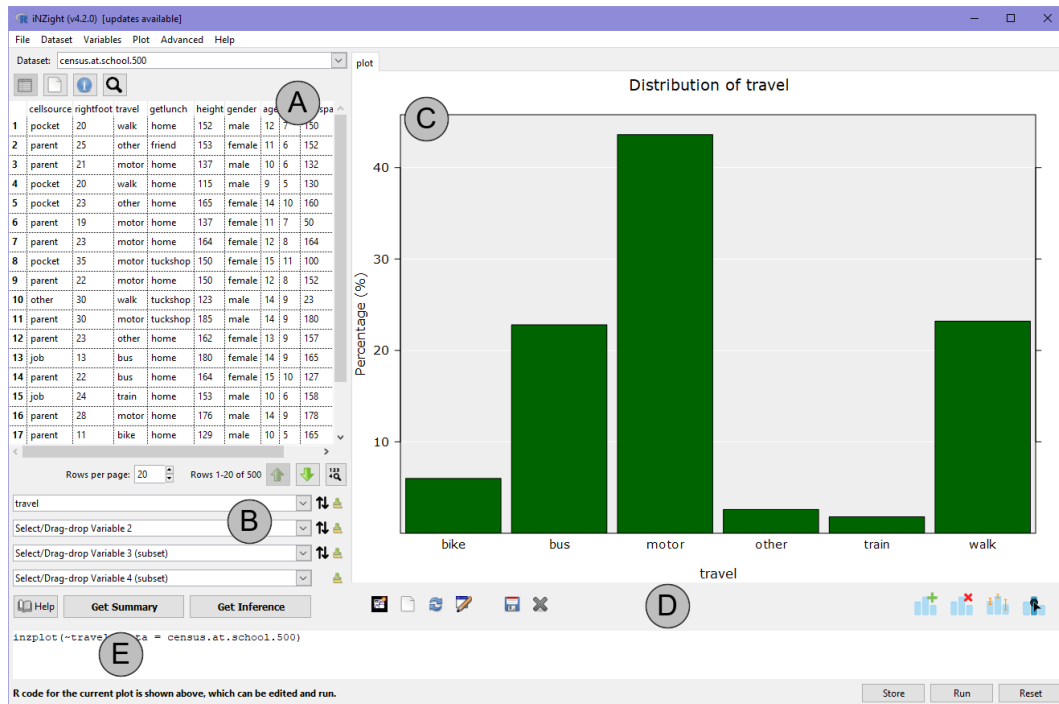 iNZight (v4.2.0) [updates available]
File Dataset Variables Plot Advanced Help
Dataset: census.at.school.500
plot
cellsource rightfoot travel getlunch height gender
A
1 pocket 20 walk home 152 male 12 7 150
2 parent 25 other friend 153 female 11 6 152
3 parent 21 motor home 137 male 10 6 132
4 pocket 20 walk home 115 male 9 5 130
5 pocket 23 other home 165 female 14 10 160
6 parent 19 motor home 137 female 11 7 50
7 parent 23 motor home 164 female 12 8 164
8 pocket 35 motor tuckshop 150 female 15 11 100
9 parent 22 motor home 150 female 12 8 152
10 other 30 walk tuckshop 123 male 14 9 23
11 parent 30 motor tuckshop 185 male 14 9 180
12 parent 23 other home 162 female 13 9 157
13 job 13 bus home 180 female 14 9 165
14 parent 22 bus home 164 female 15 10 127
15 job 24 train home 153 male 10 6 158
16 parent 28 motor home 176 male 14 9 178
17 parent 11 bike home 129 male 10 5 165
Rows per page: 20 Rows 1-20 of 500
travel
B
Select/Drag-drop Variable 2
Select/Drag-drop Variable 3 (subset)
Select/Drag-drop Variable 4 (subset)
Help Get Summary Get Inference
Distribution of travel
C
Percentage (%)
40
30
20
10
bike bus motor other train walk
travel
D
inzplot(~travel, = census.at.school.500)
E
R code for the current plot is shown above, which can be edited and run.
Store Run Reset